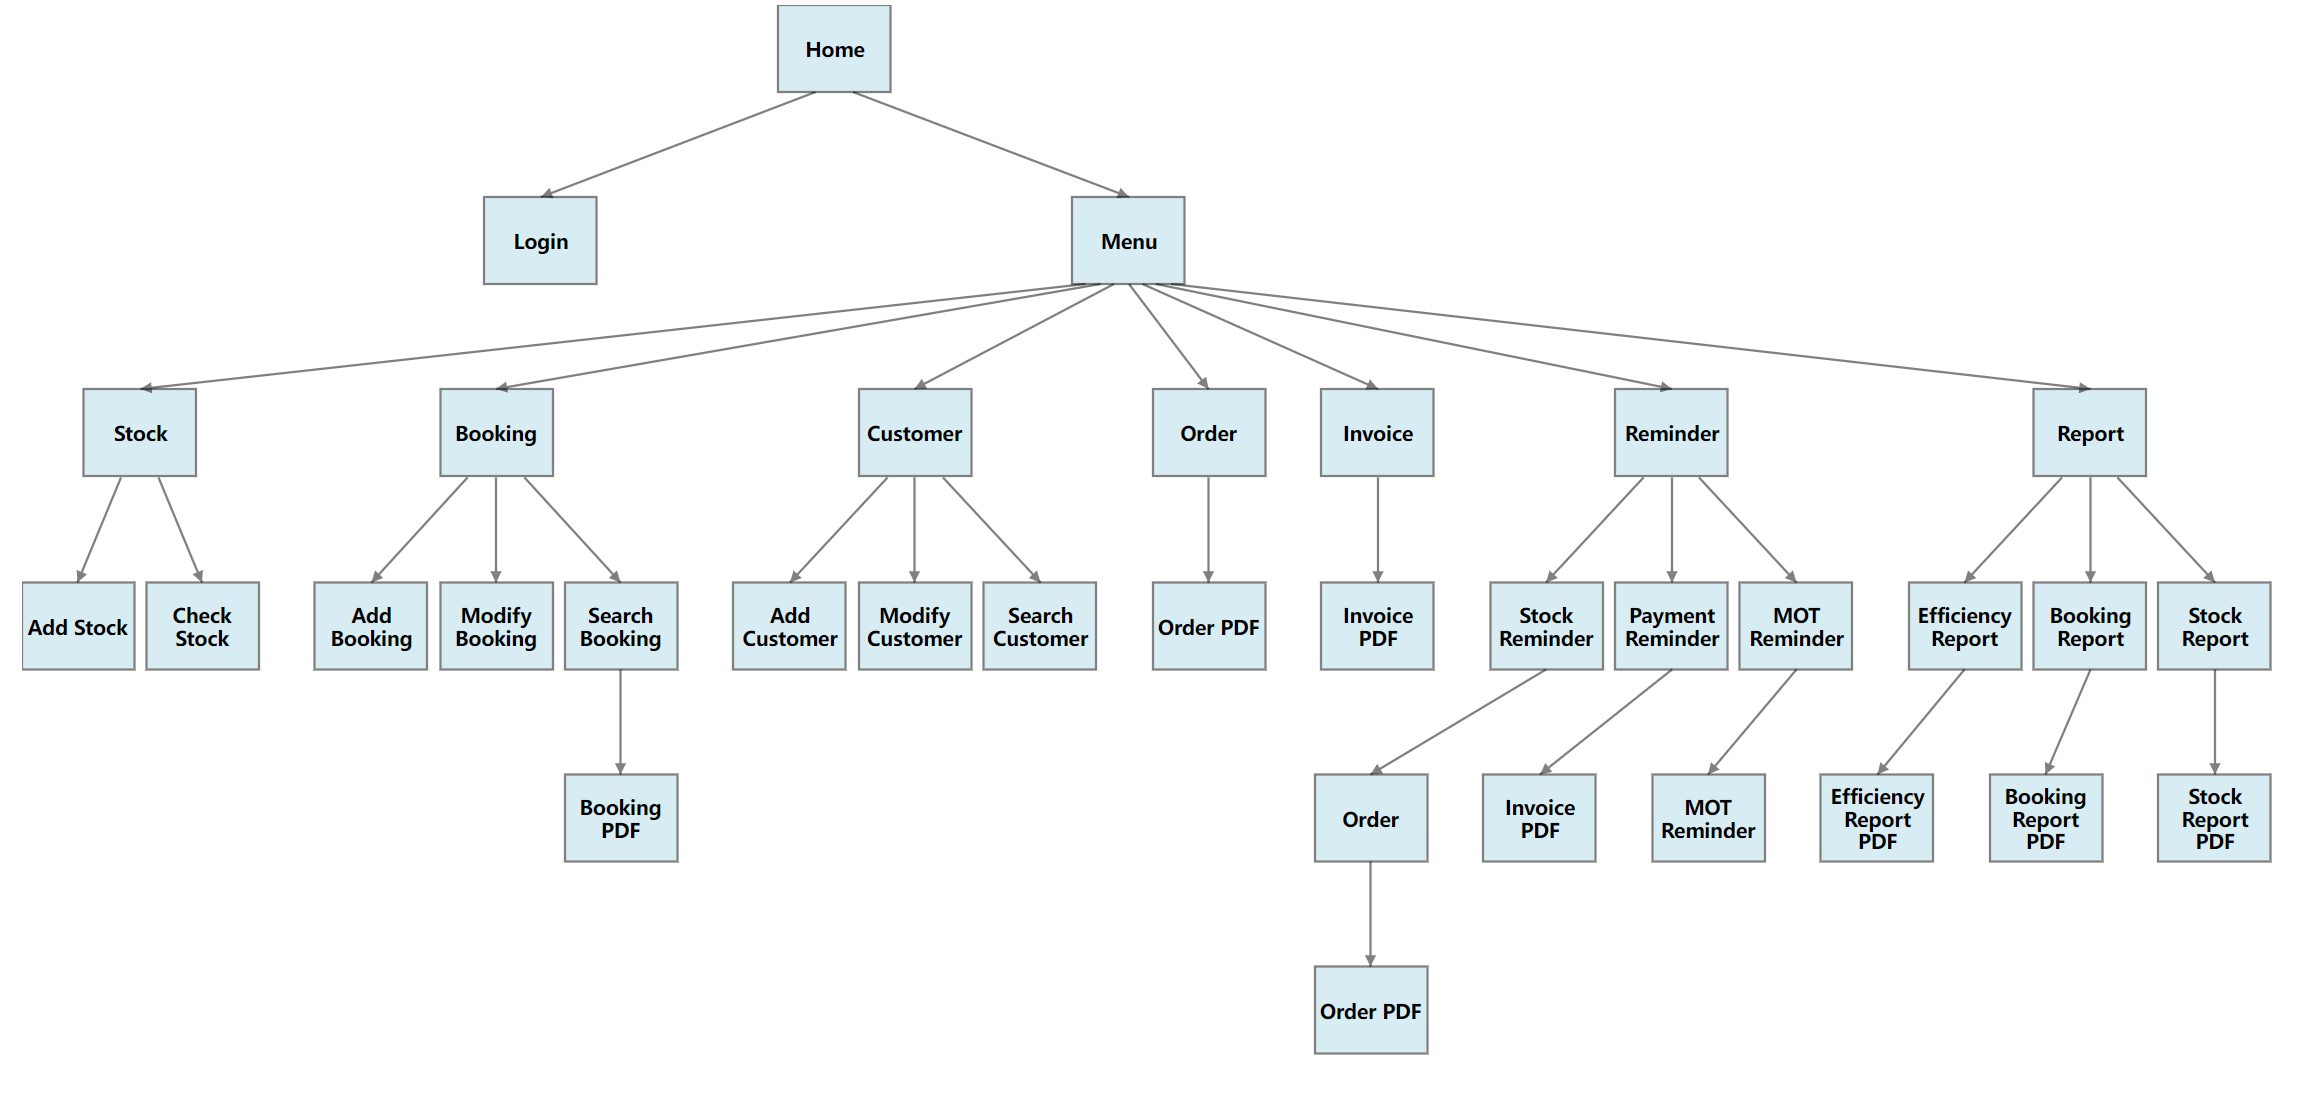 Home
Login
Menu
Stock
Booking
Customer
Order
Invoice
Reminder
Report
Add Stock
Check
Stock
Add
Booking
Modify
Booking
Search
Booking
Add
Customer
Modify
Customer
Search
Customer
Order PDF
Invoice
PDF
Stock
Reminder
Payment
Reminder
MOT
Reminder
Efficiency
Report
Booking
Report
Stock
Report
Booking
PDF
Order
Invoice
PDF
MOT
Reminder
Efficiency
Report
PDF
Booking
Report
PDF
Stock
Report
PDF
Order PDF